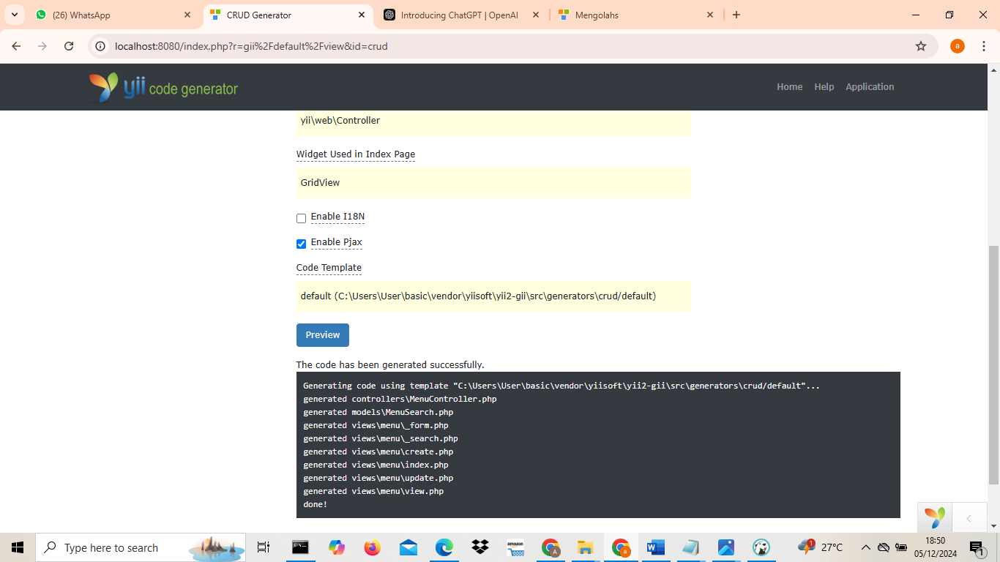 (26) WhatsApp
CRUD Generator
Introducing ChatGPT | OpenAI
Mengolahs
localhost:8080/index.php?r=gii%2Fdefault%2Fview&id=crud
a
yii code generator
Home
Help
Application
yii\web\Controller
Widget Used in Index Page
GridView
Enable I18N
Enable Pjax
Code Template
default (C:\Users\User\basic\vendor\yiisoft\yii2-gii\src\generators\crud/default)
Preview
The code has been generated successfully.
Generating code using template "C:\Users\User\basic\vendor\yiisoft\yii2-gii\src\generators\crud/default"...
generated controllers\MenuController.php
generated models\MenuSearch.php
generated views\menu\_form.php
generated views\menu\_search.php
generated views\menu\create.php
generated views\menu\index.php
generated views\menu\update.php
generated views\menu\view.php
done!
Type here to search
amazon
A
a
W
1
27°C
18:50
05/12/2024
1